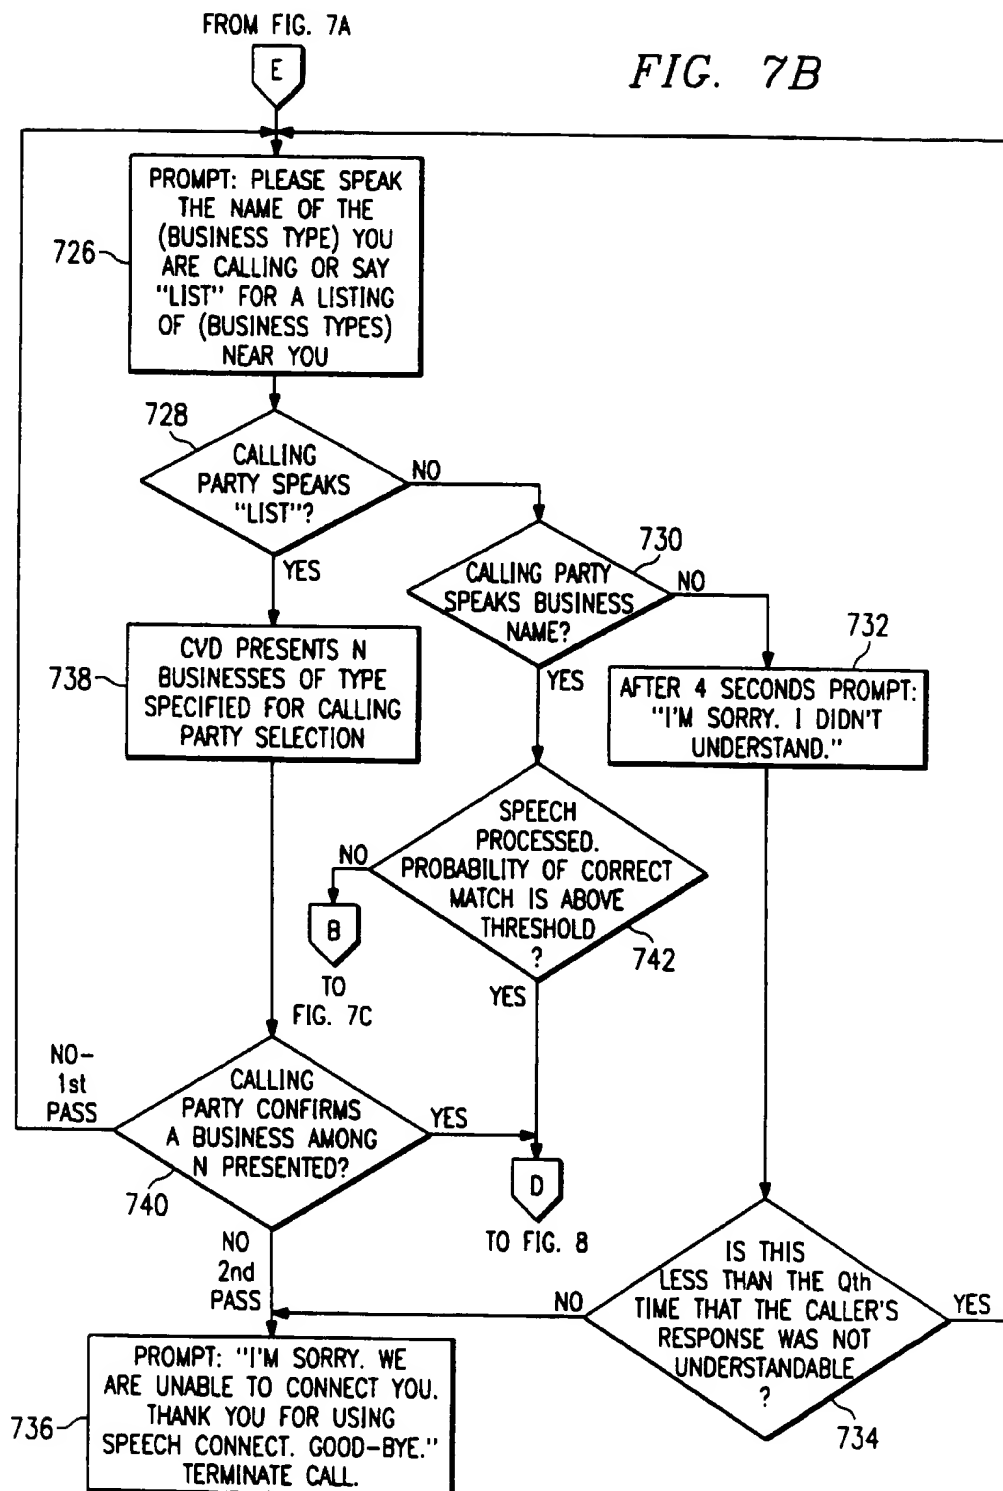 FROM FIG. 7A
E
FIG. 7B
PROMPT: PLEASE SPEAK
THE NAME OF THE
(BUSINESS TYPE) YOU
ARE CALLING OR SAY
"LIST" FOR A LISTING
OF (BUSINESS TYPES)
NEAR YOU
726
728
CALLING
PARTY SPEAKS
"LIST"?
NO
YES
730
CALLING PARTY
SPEAKS BUSINESS
NAME?
NO
YES
732
AFTER 4 SECONDS PROMPT:
"I'M SORRY. I DIDN'T
UNDERSTAND."
738
CVD PRESENTS N
BUSINESSES OF TYPE
SPECIFIED FOR CALLING
PARTY SELECTION
SPEECH
PROCESSED.
PROBABILITY OF CORRECT
MATCH IS ABOVE
THRESHOLD
?
742
NO
B
TO
FIG. 7C
YES
NO-
1st
PASS
CALLING
PARTY CONFIRMS
A BUSINESS AMONG
N PRESENTED?
740
YES
D
TO FIG. 8
NO
2nd
PASS
IS THIS
LESS THAN THE Qth
TIME THAT THE CALLER'S
RESPONSE WAS NOT
UNDERSTANDABLE
?
734
NO
YES
736
PROMPT: "I'M SORRY. WE
ARE UNABLE TO CONNECT YOU.
THANK YOU FOR USING
SPEECH CONNECT. GOOD-BYE."
TERMINATE CALL.